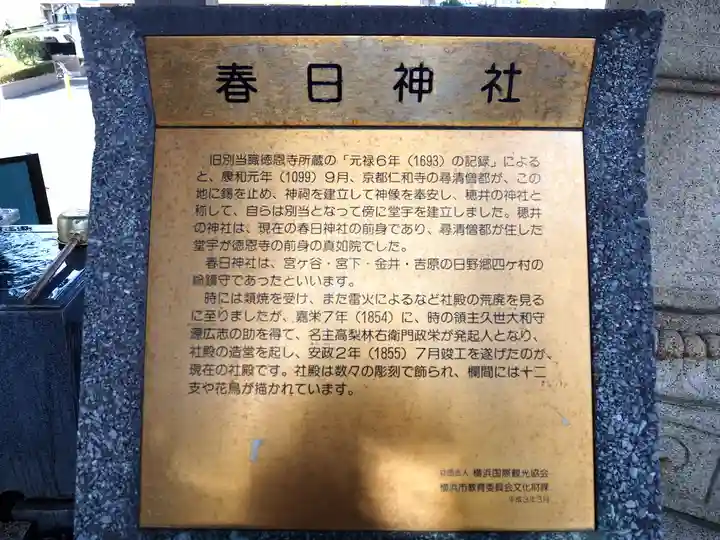 春日神社
旧別当職徳恩寺所蔵の「元禄６年（1693）の記録」による
と、康和元年（1099）９月、京都仁和寺の尋清僧都が、この
地に錫を止め、神祠を建立して神像を奉安し、穂井の神社と
称して、自らは別当となって傍に堂宇を建立しました。穂井
の神社は、現在の春日神社の前身であり、尋清僧都が住した
堂宇が徳恩寺の前身の真如院でした。
春日神社は、宮ヶ谷・宮下・金井・吉原の日野郷四ケ村の
総鎮守であったといいます。
時には類焼を受け、また雷火によるなど社殿の荒廃を見る
に至りましたが、嘉栄７年（1854）に、時の領主久世大和守
源広志の助を得て、名主高梨林右衛門政栄が発起人となり、
社殿の造堂を起し、安政２年（1855）７月竣工を遂げたのが、
現在の社殿です。社殿は数々の彫刻で飾られ、欄間には十二
支や花鳥が描かれています。
社団法人 横浜国際観光協会
横浜市教育委員会文化財課
平成3年3月